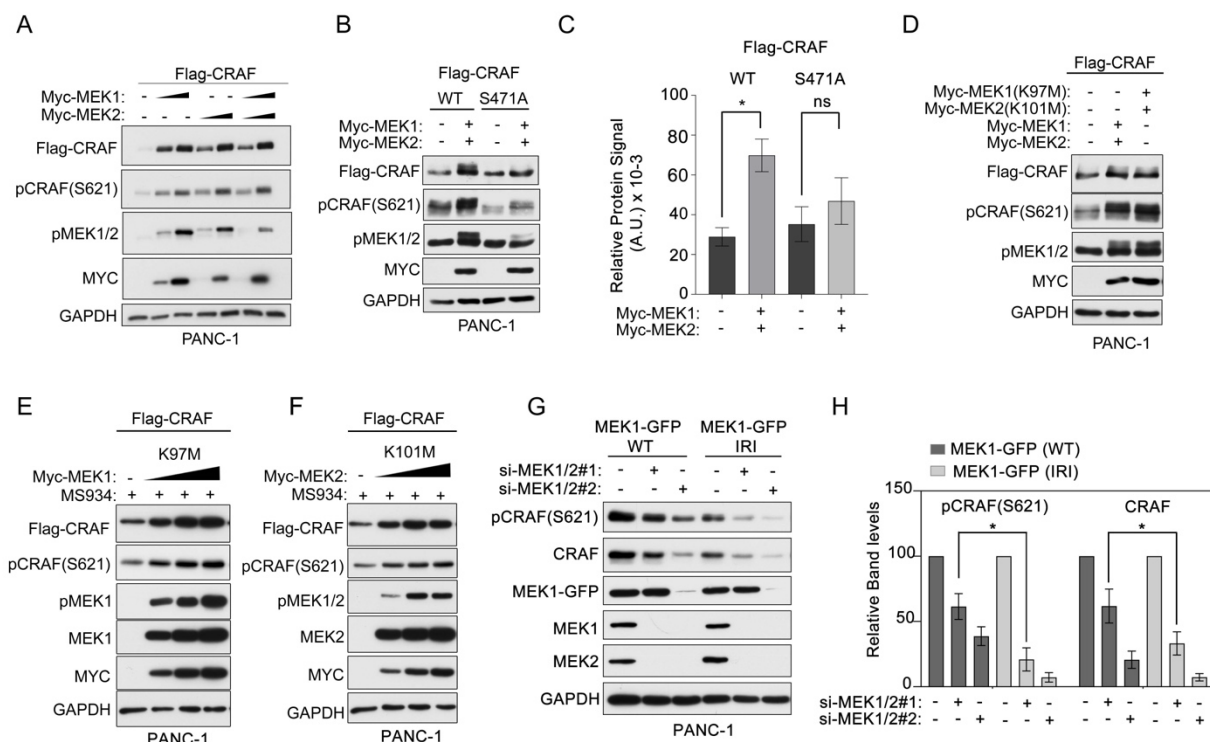 A
Flag-CRAF
Myc-MEK1: - - - -
Myc-MEK2: - - - -
Flag-CRAF
pCRAF(S621)
pMEK1/2
MYC
GAPDH
PANC-1
B
Flag-CRAF
WT S471A
Myc-MEK1: - + - +
Myc-MEK2: - + - +
Flag-CRAF
pCRAF(S621)
pMEK1/2
MYC
GAPDH
PANC-1
C
Flag-CRAF
WT S471A
* ns
Relative Protein Signal
(A.U.) x 10-3
100
80
60
40
20
0
Myc-MEK1: - + - +
Myc-MEK2: - + - +
D
Flag-CRAF
Myc-MEK1(K97M): - - +
Myc-MEK2(K101M): - - +
Myc-MEK1: - + -
Myc-MEK2: - + -
Flag-CRAF
pCRAF(S621)
pMEK1/2
MYC
GAPDH
PANC-1
E
Flag-CRAF
K97M
Myc-MEK1: -
MS934: + + + +
Flag-CRAF
pCRAF(S621)
pMEK1
MEK1
MYC
GAPDH
PANC-1
F
Flag-CRAF
K101M
Myc-MEK2: -
MS934: + + + +
Flag-CRAF
pCRAF(S621)
pMEK1/2
MEK2
MYC
GAPDH
PANC-1
G
MEK1-GFP MEK1-GFP
WT IRI
si-MEK1/2#1: - + - - + -
si-MEK1/2#2: - - + - - +
pCRAF(S621)
CRAF
MEK1-GFP
MEK1
MEK2
GAPDH
PANC-1
H
MEK1-GFP (WT)
MEK1-GFP (IRI)
pCRAF(S621) CRAF
* *
Relative Band levels
150
100
50
0
si-MEK1/2#1: - + - - + - - + - - + -
si-MEK1/2#2: - - + - - + - - + - - +